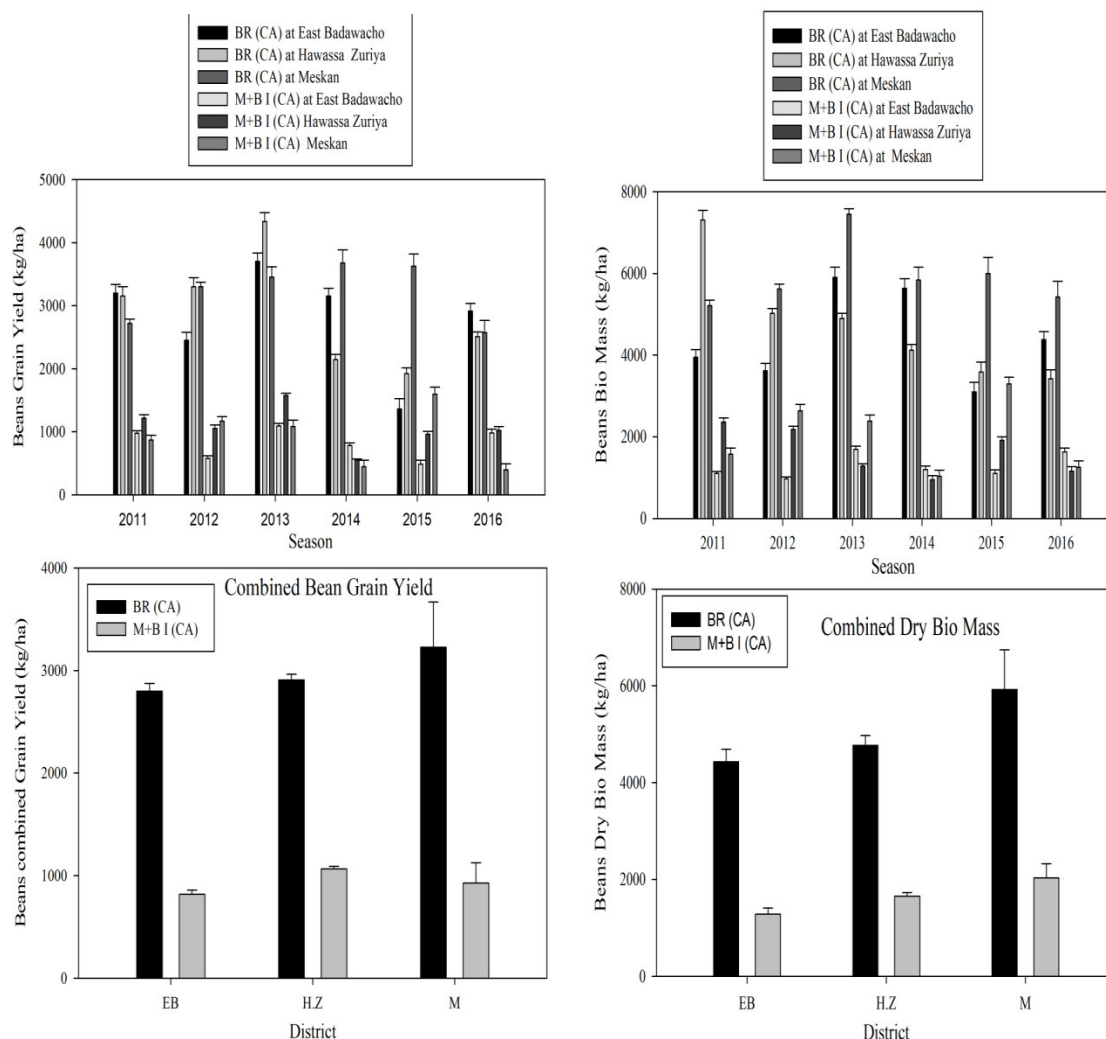 BR (CA) at East Badawacho
BR (CA) at Hawassa Zuriya
BR (CA) at Meskan
M+B I (CA) at East Badawacho
M+B I (CA) Hawassa Zuriya
M+B I (CA) Meskan
5000
4000
3000
2000
1000
0
Beans Grain Yield (kg/ha)
2011 2012 2013 2014 2015 2016
Season
BR (CA) at East Badawacho
BR (CA) at Hawassa Zuriya
BR (CA) at Meskan
M+B I (CA) at East Badawacho
M+B I (CA) at Hawassa Zuriya
M+B I (CA) at Meskan
8000
6000
4000
2000
0
Beans Bio Mass (kg/ha)
2011 2012 2013 2014 2015 2016
Season
Combined Bean Grain Yield
BR (CA)
M+B I (CA)
4000
3000
2000
1000
0
Beans combined Grain Yield (kg/ha)
EB H.Z M
District
Combined Dry Bio Mass
BR (CA)
M+B I (CA)
8000
6000
4000
2000
0
Beans Dry Bio Mass (kg/ha)
EB H.Z M
District